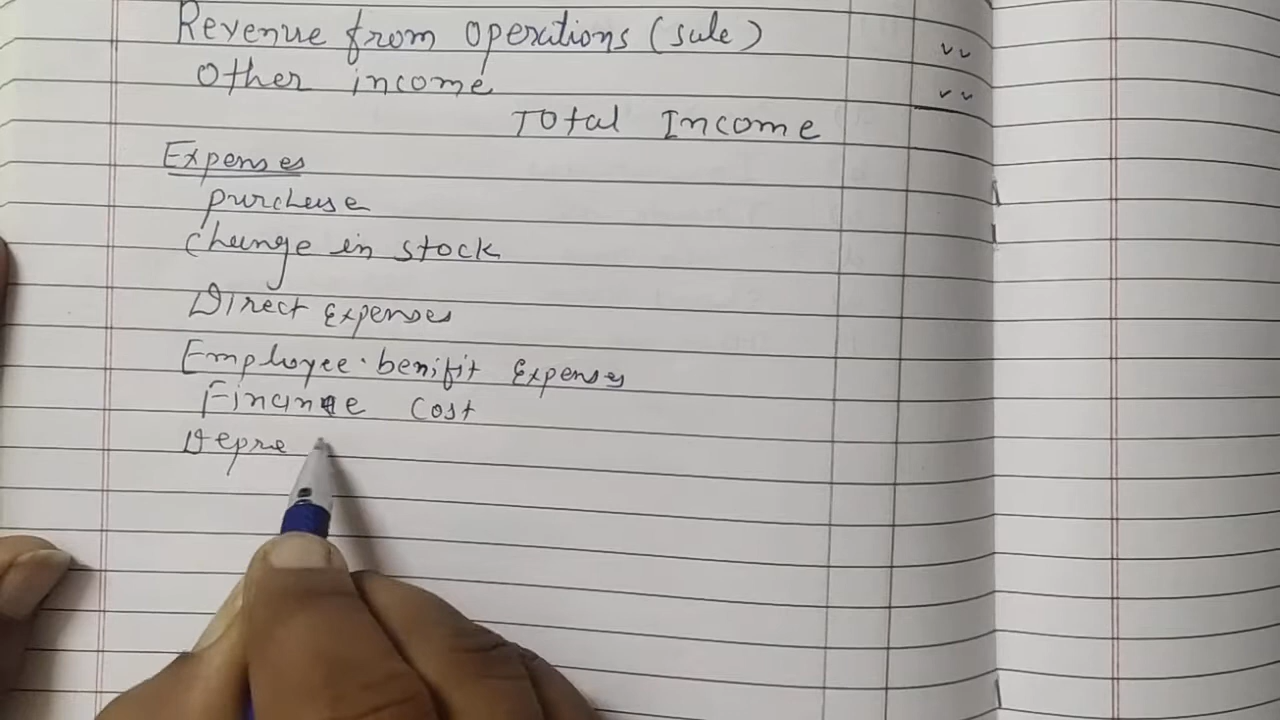 Revenue from operations (sale)
Other income
Total Income
Expenses
purchase
change in stock
Direct Expenses
Employee benifit Expenses
Finance cost
Depre